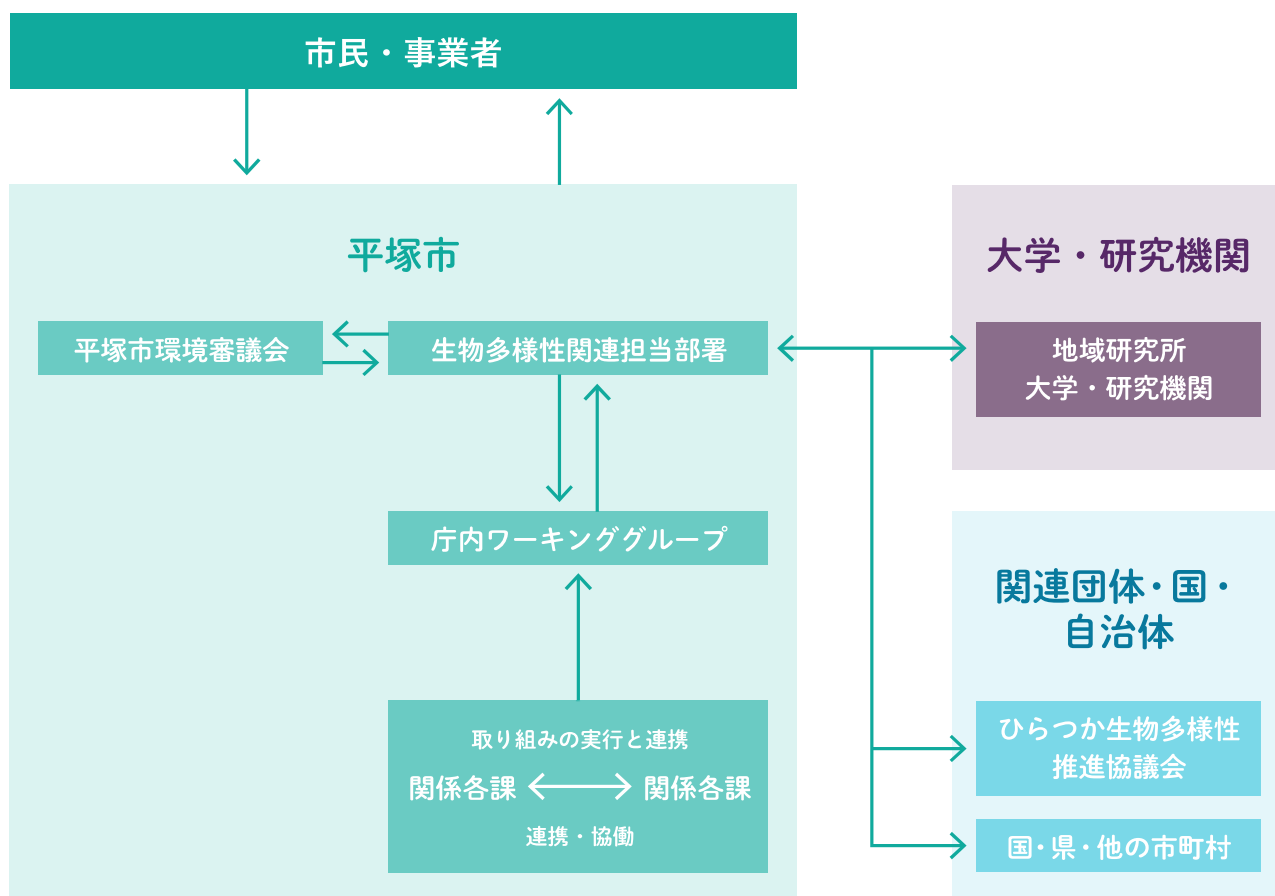 市民・事業者
平塚市
平塚市環境審議会
生物多様性関連担当部署
庁内ワーキンググループ
取り組みの実行と連携
関係各課
関係各課
連携・協働
大学・研究機関
地域研究所
大学・研究機関
関連団体・国・
自治体
ひらつか生物多様性
推進協議会
国・県・他の市町村